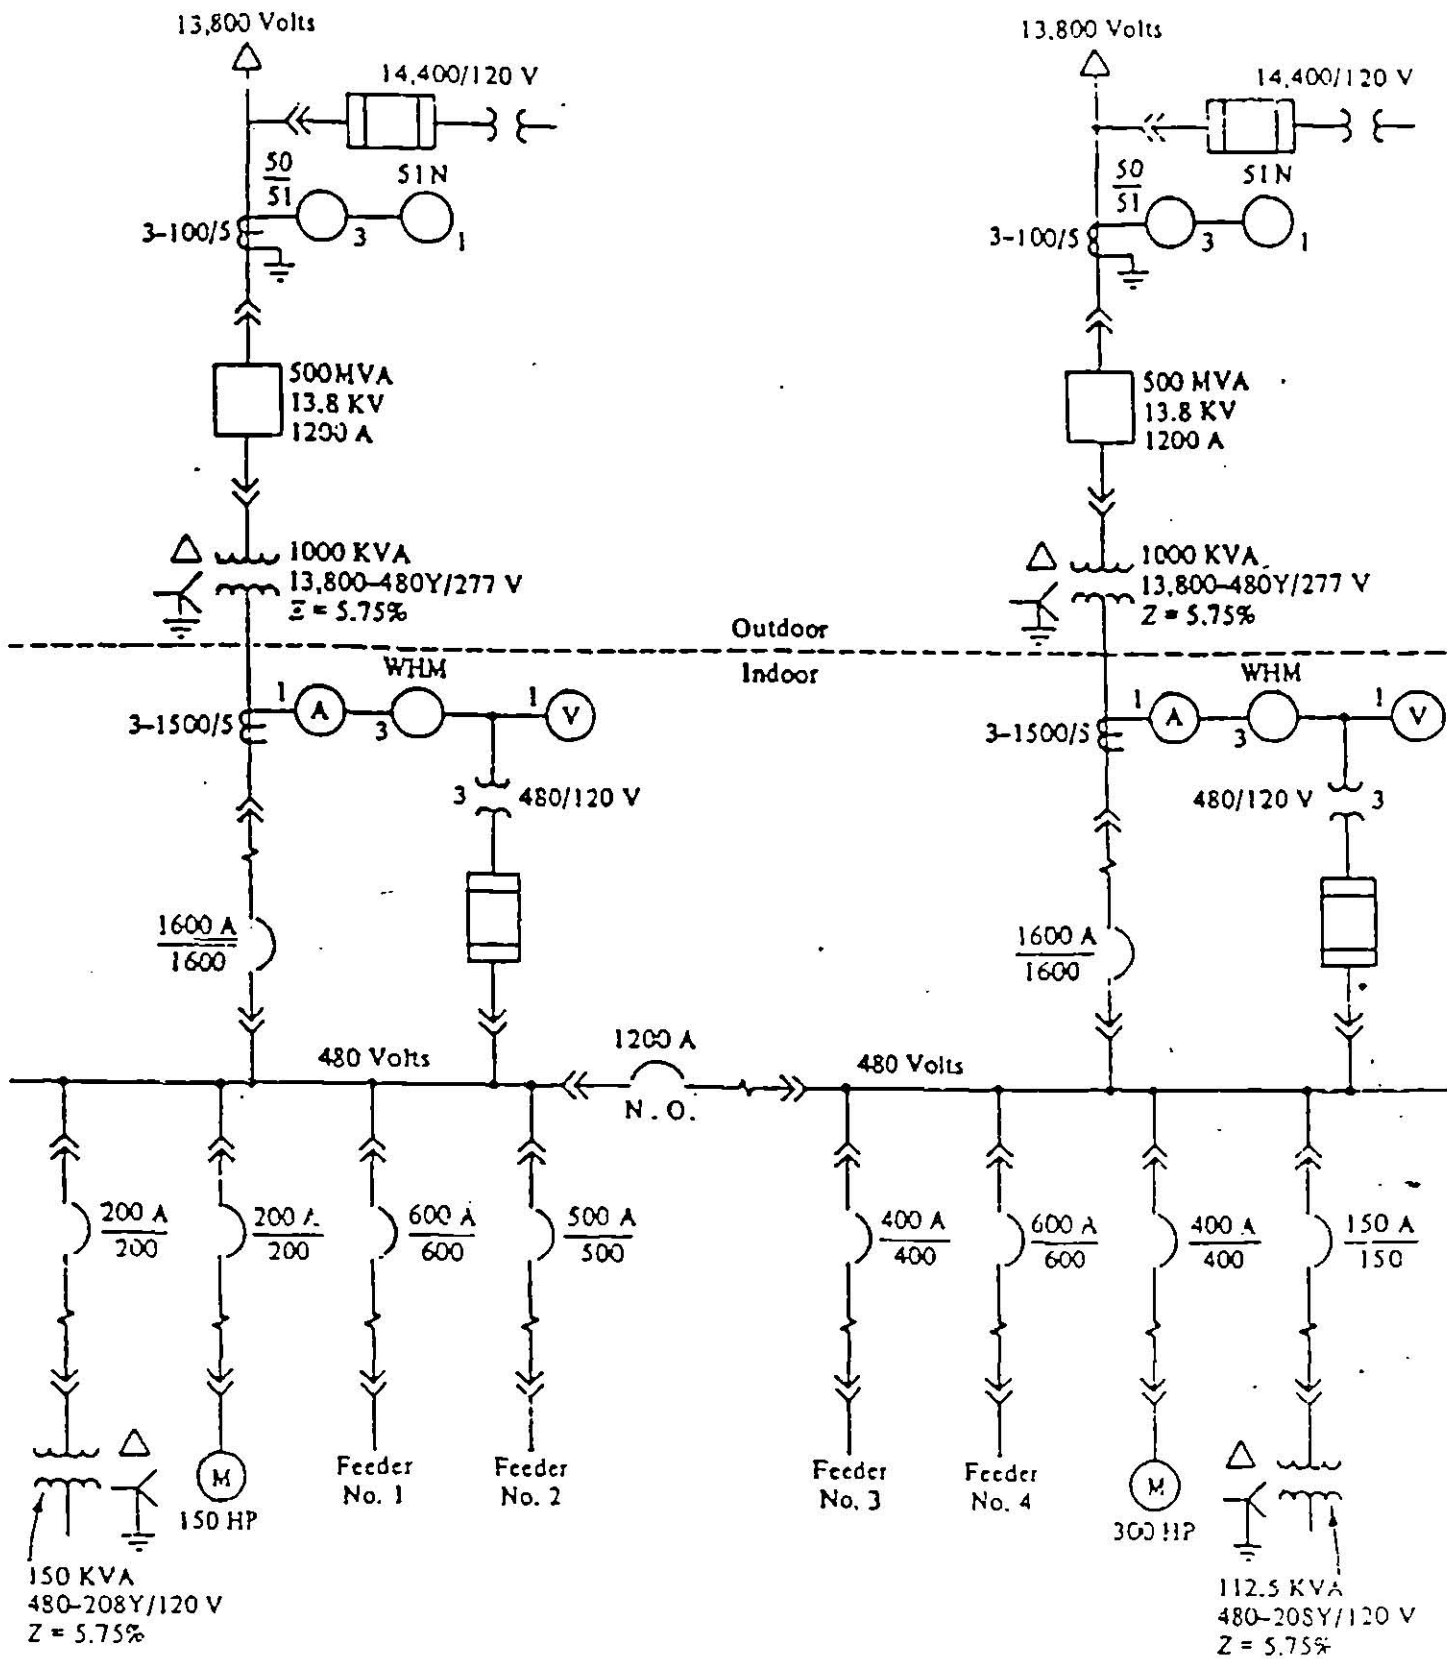 13,800 Volts
14,400/120 V
50
51
51N
3-100/5
3
1
500MVA
13.8 KV
1200 A
1000 KVA
13,800-480Y/277 V
Z = 5.75%
13,800 Volts
14,400/120 V
50
51
51N
3-100/5
3
1
500 MVA
13.8 KV
1200 A
1000 KVA
13,800-480Y/277 V
Z = 5.75%
Outdoor
Indoor
WHM
1
A
3
1
V
3-1500/5
3
480/120 V
1600 A
1600
WHM
1
A
3
1
V
3-1500/5
480/120 V
3
1600 A
1600
480 Volts
1200 A
N.O.
480 Volts
200 A
200
200 A
200
600 A
600
500 A
500
400 A
400
600 A
600
400 A
400
150 A
150
M
150 HP
Feeder
No. 1
Feeder
No. 2
Feeder
No. 3
Feeder
No. 4
M
300 HP
150 KVA
480-208Y/120 V
Z = 5.75%
112.5 KVA
480-208Y/120 V
Z = 5.75%